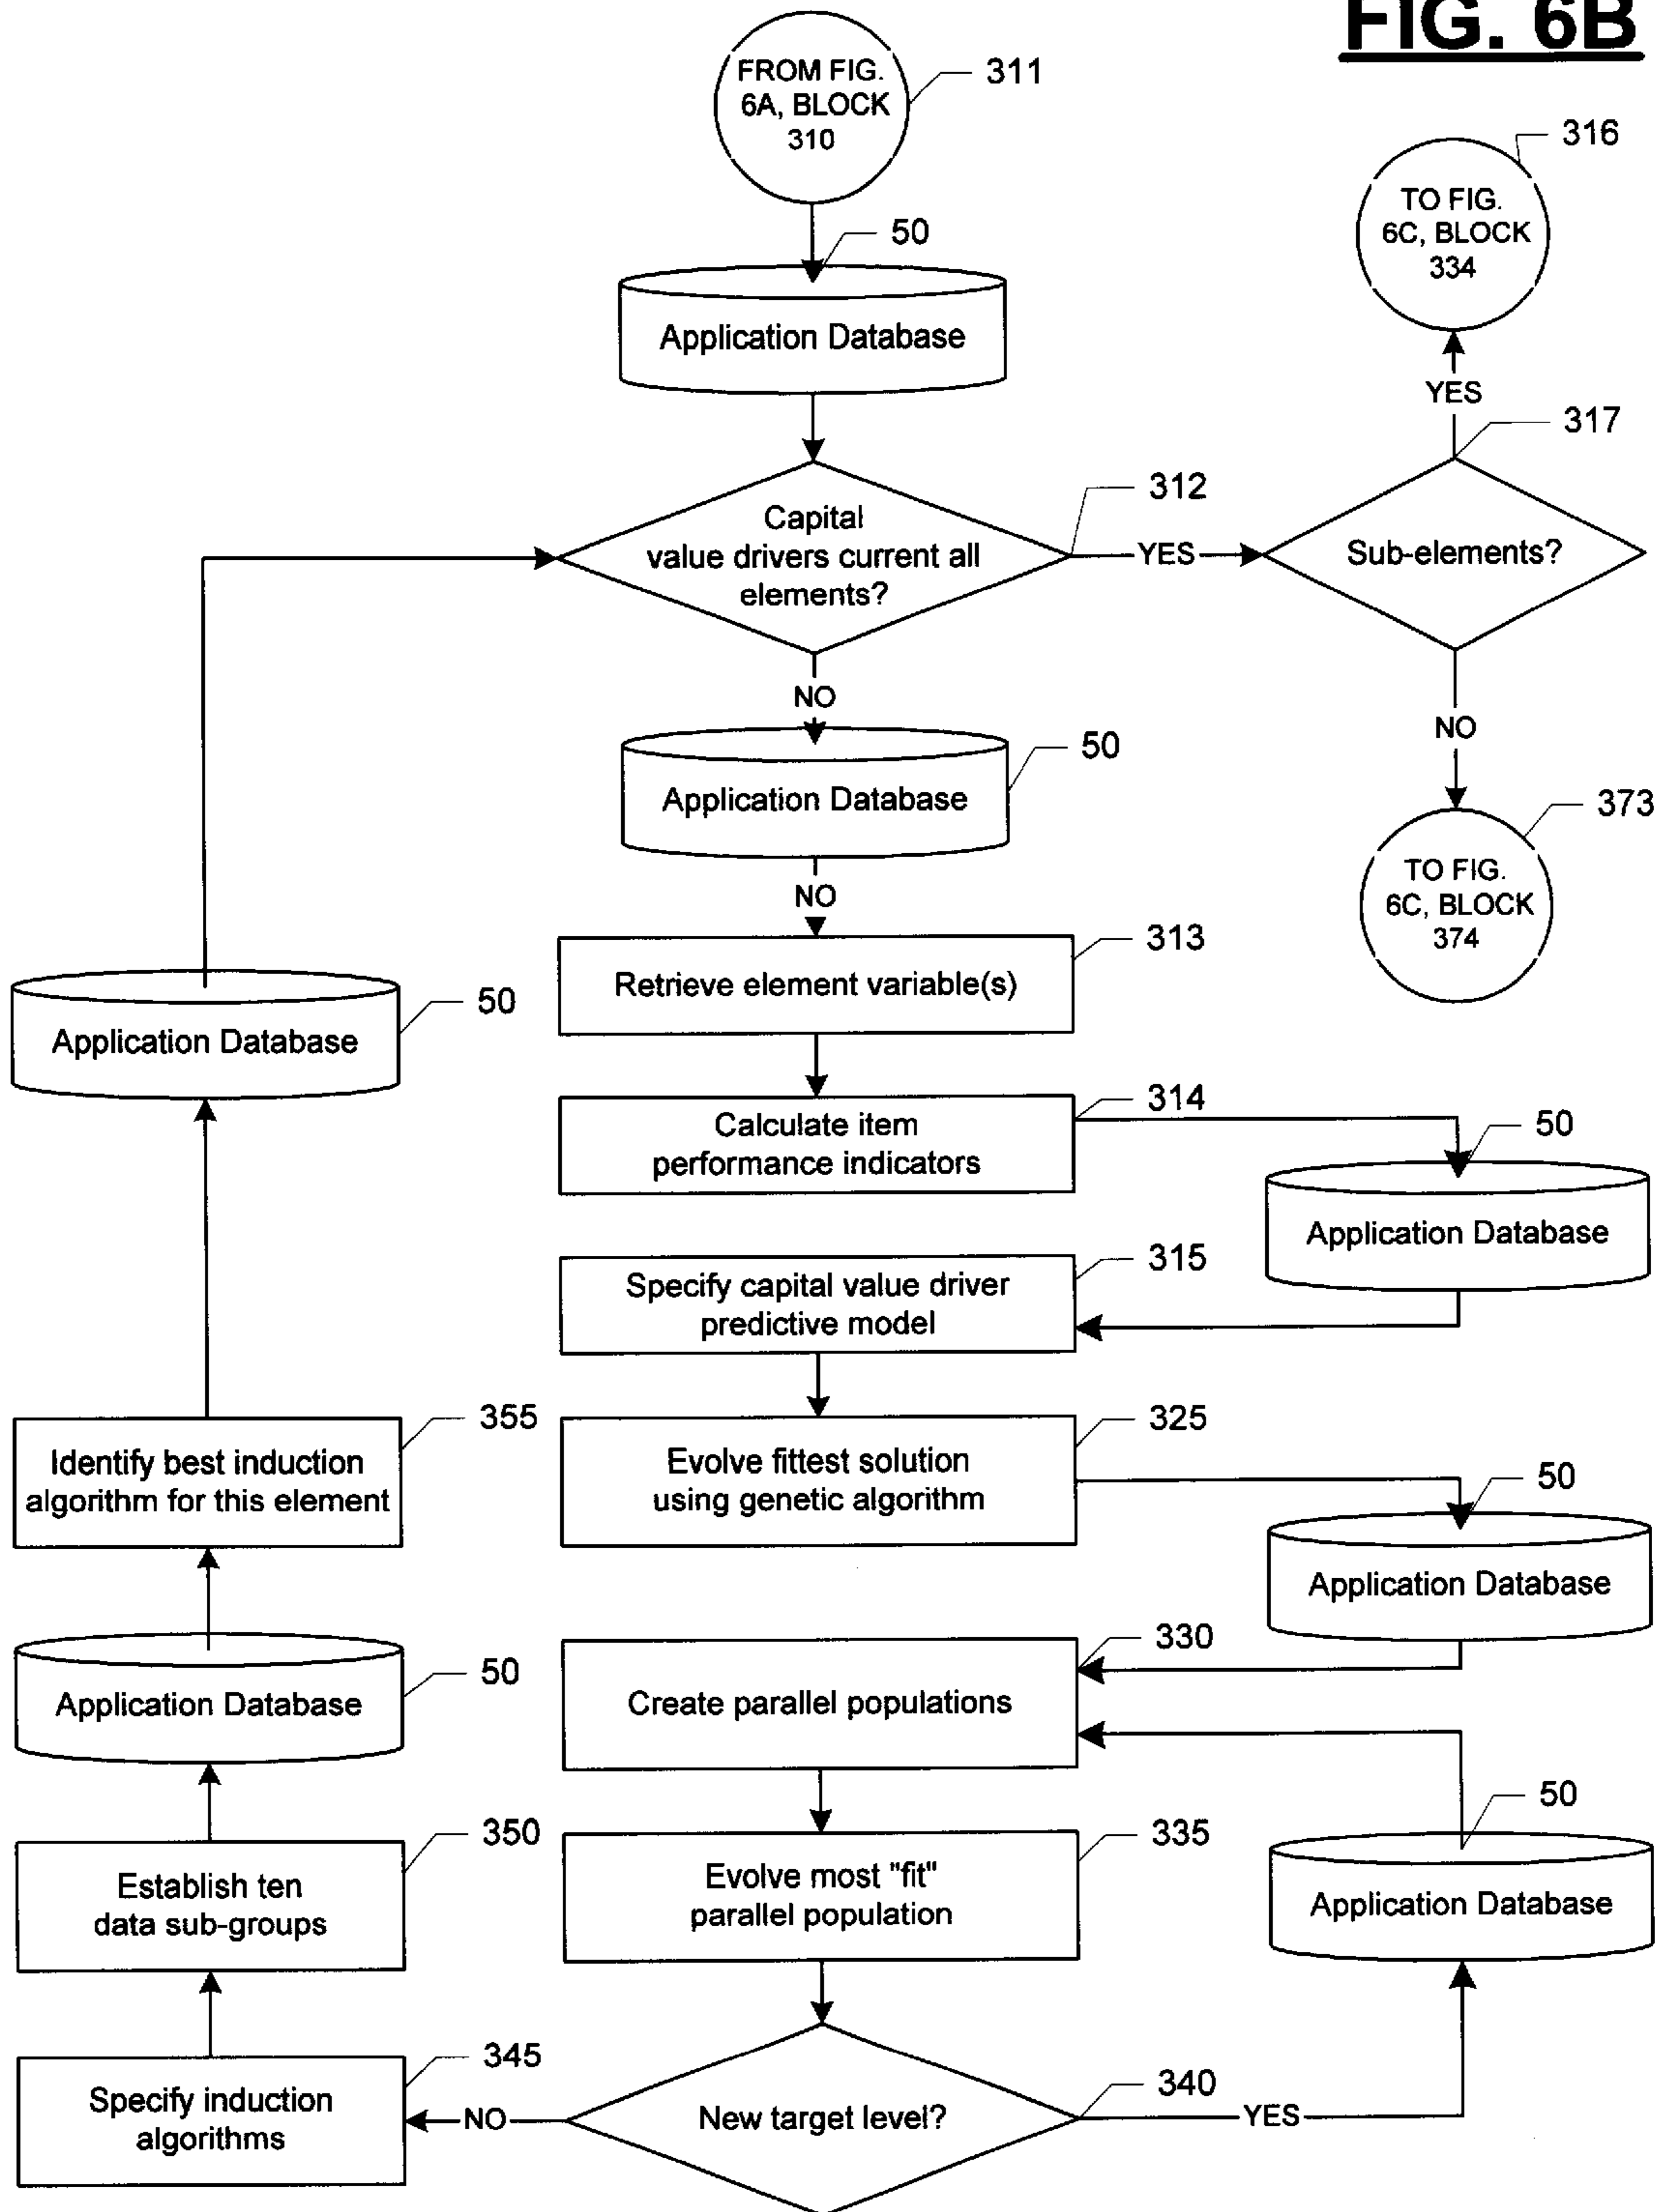 FIG. 6B
FROM FIG.
6A, BLOCK
310
311
316
TO FIG.
6C, BLOCK
334
50
Application Database
YES
317
312
Capital
value drivers current all
elements?
YES
Sub-elements?
NO
NO
50
Application Database
373
TO FIG.
6C, BLOCK
374
NO
313
Retrieve element variable(s)
50
Application Database
314
Calculate item
performance indicators
50
Application Database
315
Specify capital value driver
predictive model
355
Identify best induction
algorithm for this element
325
Evolve fittest solution
using genetic algorithm
50
Application Database
330
Create parallel populations
50
Application Database
50
Application Database
335
Evolve most "fit"
parallel population
350
Establish ten
data sub-groups
345
Specify induction
algorithms
NO
New target level?
340
YES